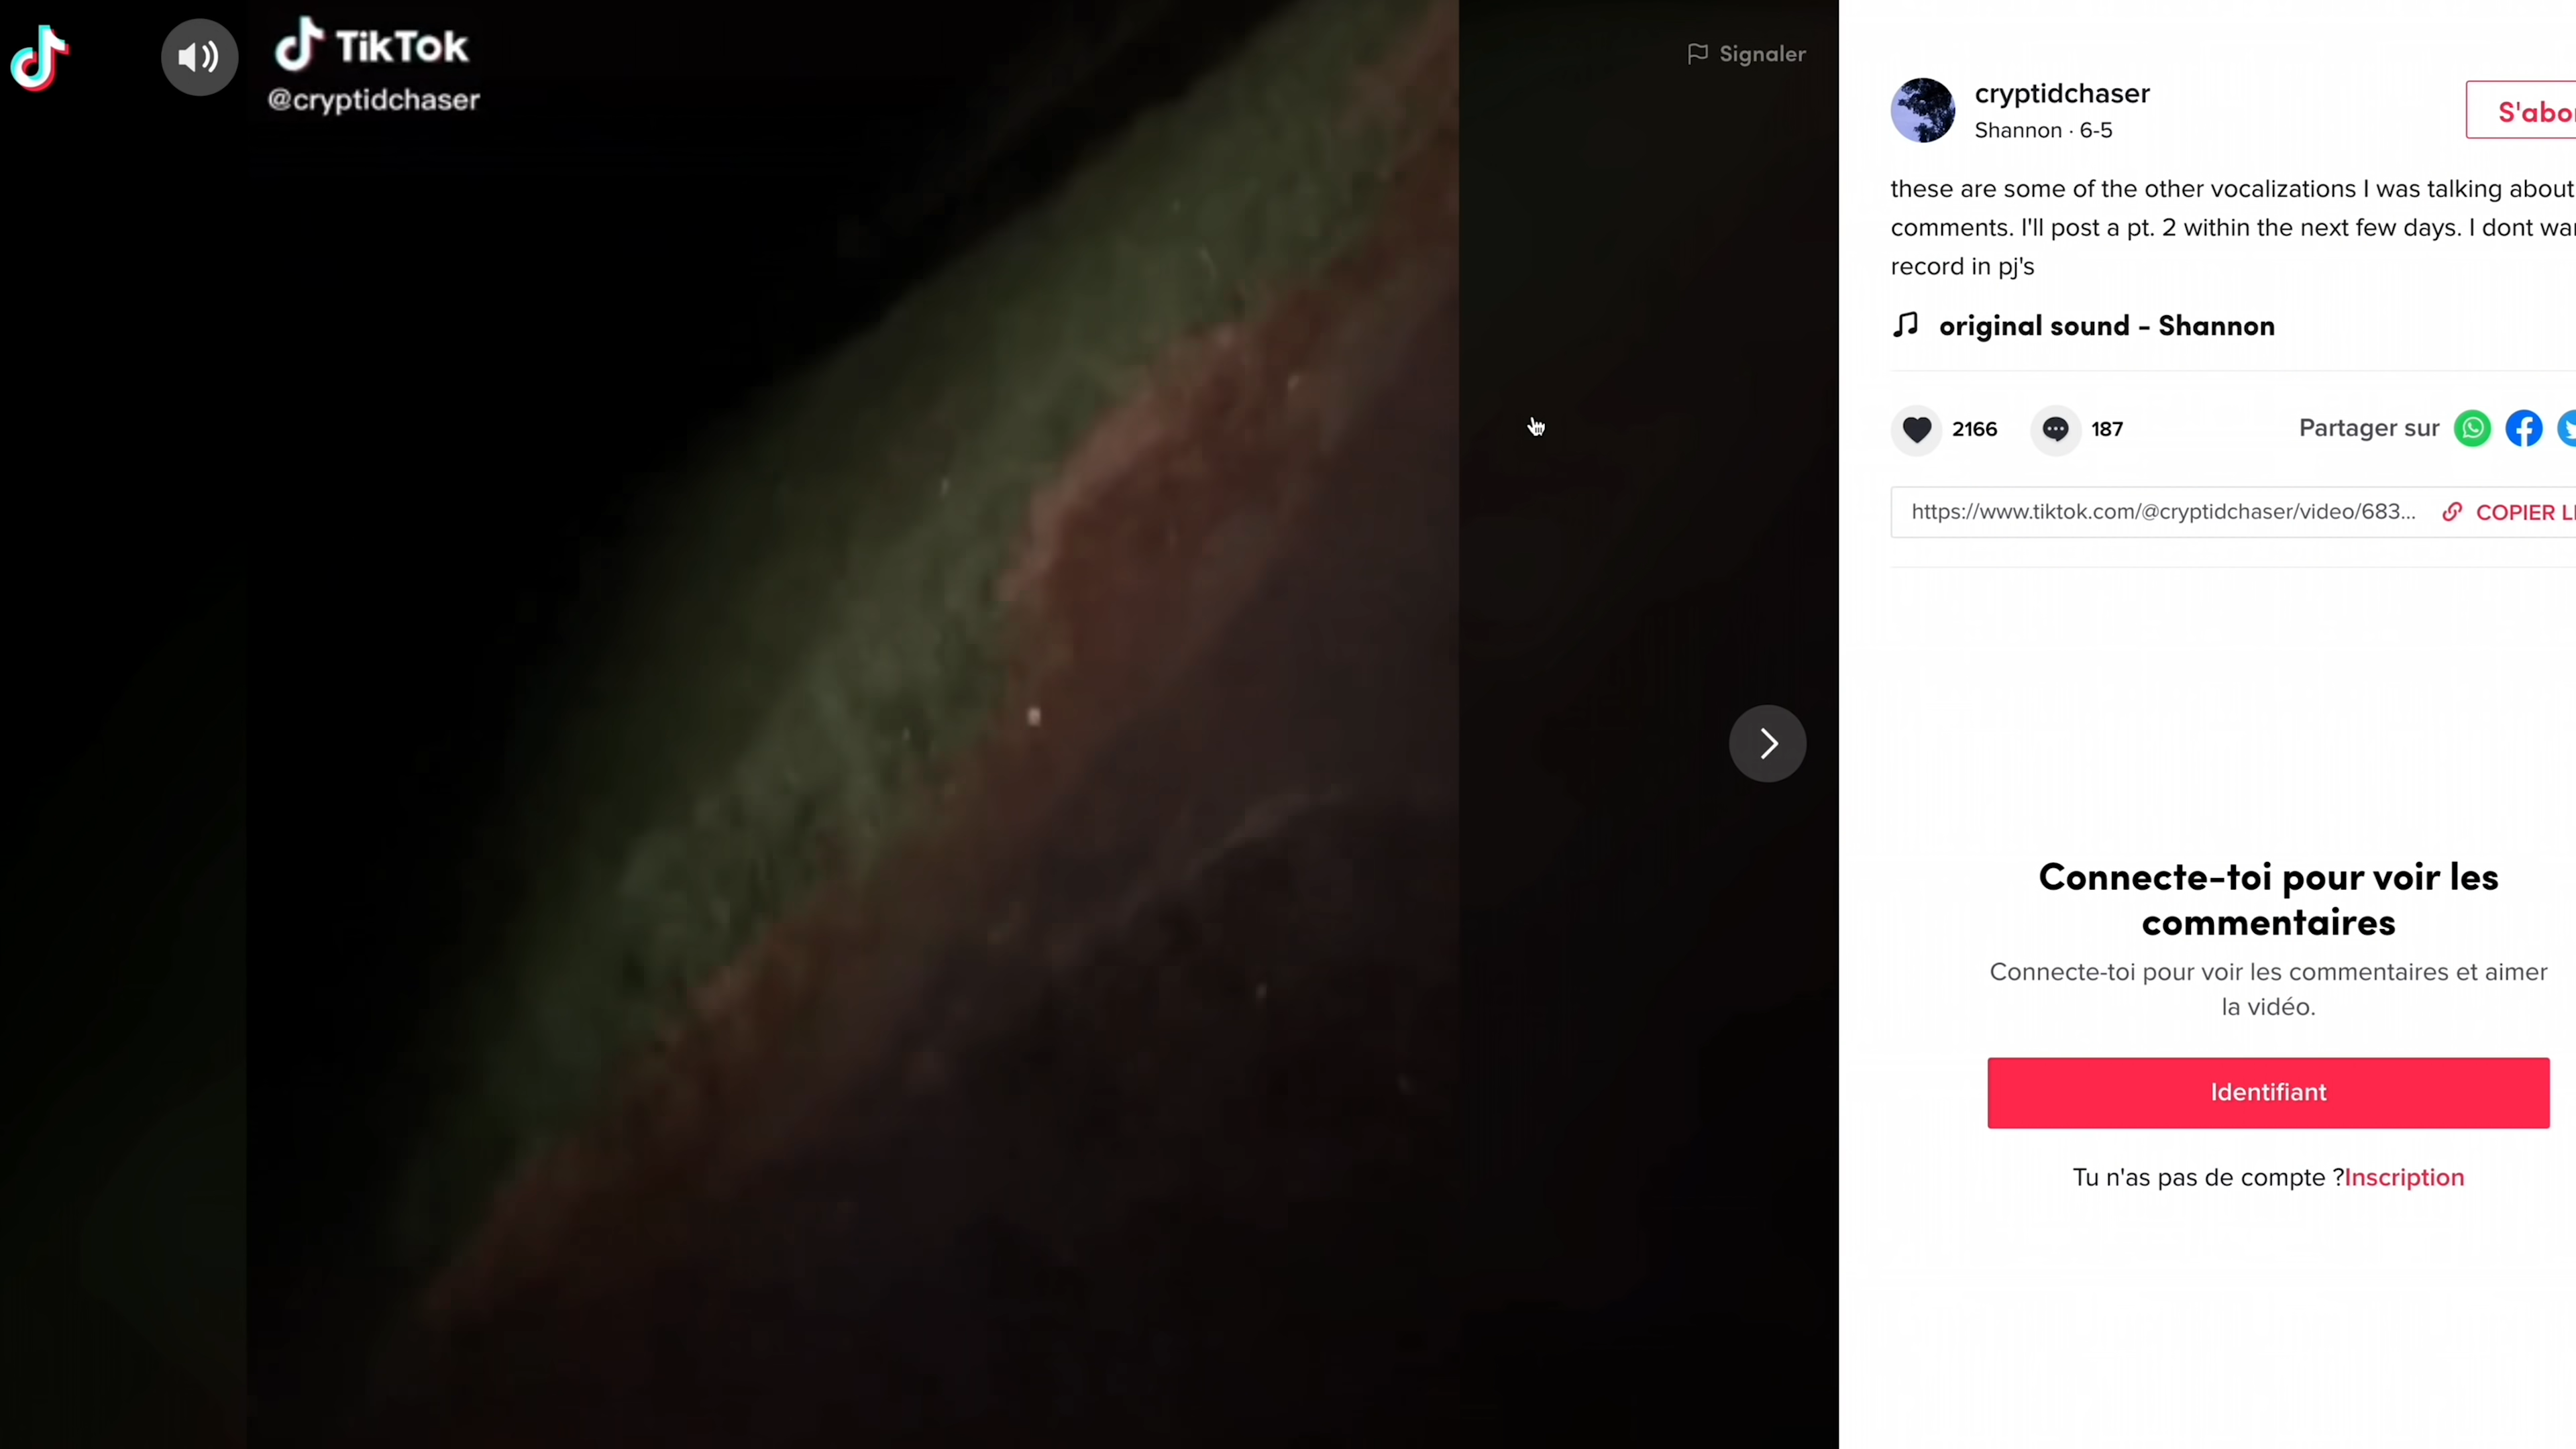 TikTok
@cryptidchaser
Signaler
cryptidchaser
Shannon · 6-5
S'abo
these are some of the other vocalizations I was talking about
comments. I'll post a pt. 2 within the next few days. I dont wa
record in pj's
original sound - Shannon
2166
187
Partager sur
https://www.tiktok.com/@cryptidchaser/video/683...
COPIER L
Connecte-toi pour voir les
commentaires
Connecte-toi pour voir les commentaires et aimer
la vidéo.
Identifiant
Tu n'as pas de compte ?Inscription